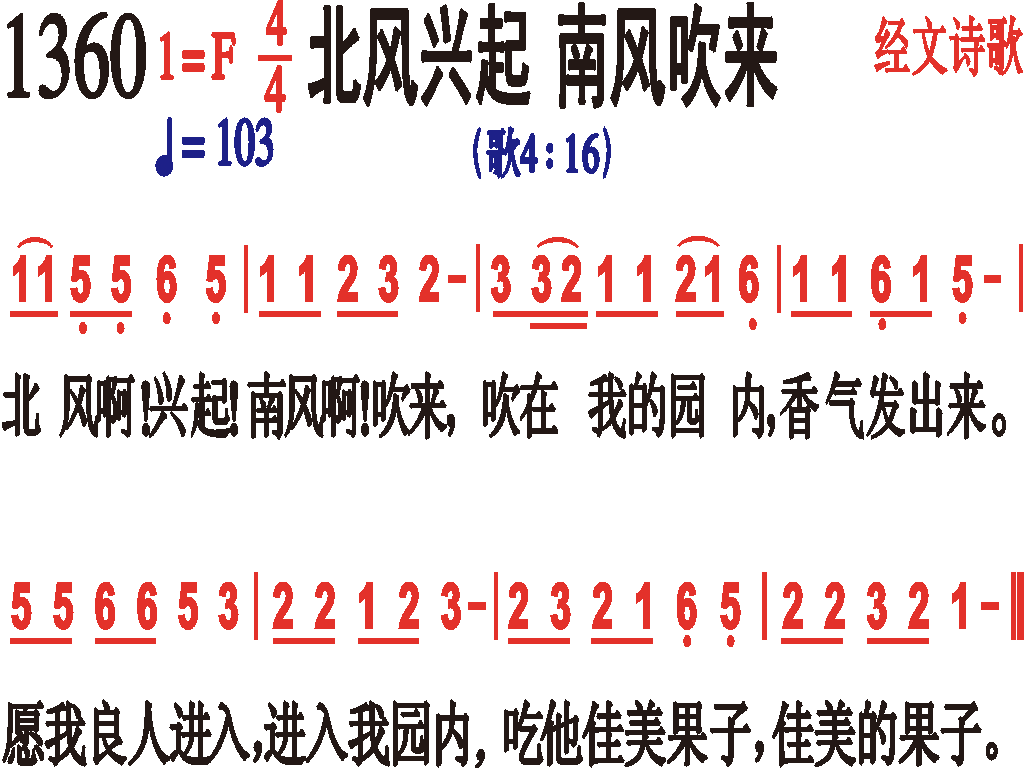 1360 1=F 4/4 北风兴起 南风吹来 经文诗歌
♩=103 (歌4:16)
11 5 5 6 5 | 1 1 2 3 2- | 3 32 1 1 21 6 | 1 1 6 1 5- |
北 风啊!兴起!南风啊!吹来, 吹在 我的园 内,香气发出来。
5 5 6 6 5 3 | 2 2 1 2 3- | 2 3 2 1 6 5 | 2 2 3 2 1- ||
愿我良人进入,进入我园内, 吃他佳美果子,佳美的果子。